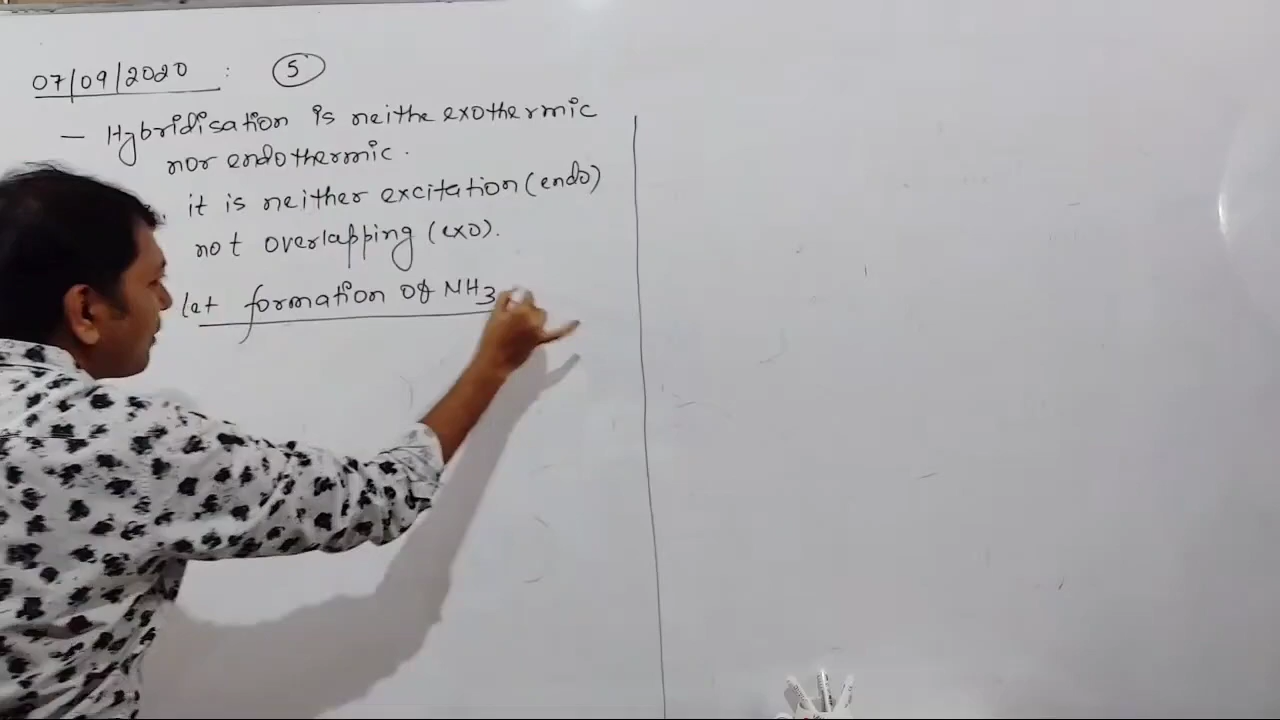 07/09/2020 : 5
— Hybridisation is neithe exothermic
nor endothermic.
it is neither excitation (endo)
not overlapping (exo).
let formation of NH3